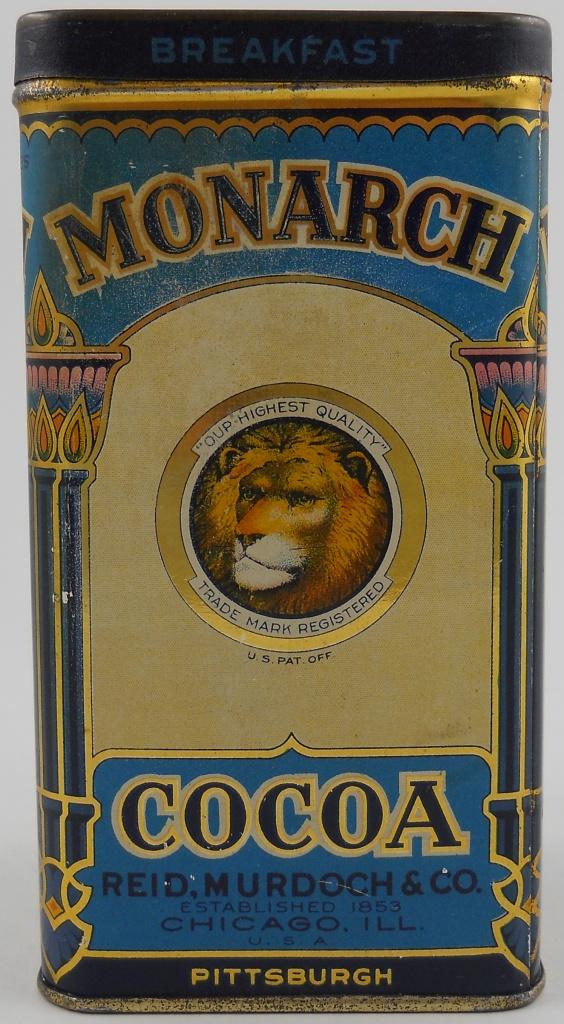 BREAKFAST
MONARCH
"OUR HIGHEST QUALITY"
TRADE MARK REGISTERED
U.S. PAT. OFF.
COCOA
REID, MURDOCH & CO.
ESTABLISHED 1853
CHICAGO, ILL.
U.S.A.
PITTSBURGH